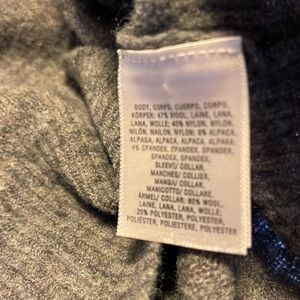 BODY, CORPS, CUERPO, CORPO,
KÖRPER: 47% WOOL, LAINE, LANA,
LANA, WOLLE; 40% NYLON, NYLON,
NILÓN, NAILON, NYLON; 9% ALPACA,
ALPAGA, ALPACA, ALPACA, ALPACA;
4% SPANDEX, SPANDEX, SPANDEX,
SPANDEX, SPANDEX
SLEEVE/ COLLAR,
MANCHES/ COLLIER,
MANGA/ COLLAR,
MANICOTTO/ COLLARE,
ÄRMEL/ COLLAR: 80% WOOL,
LAINE, LANA, LANA, WOLLE;
20% POLYESTER, POLYESTER,
POLIÉSTER, POLIESTERE, POLYESTER